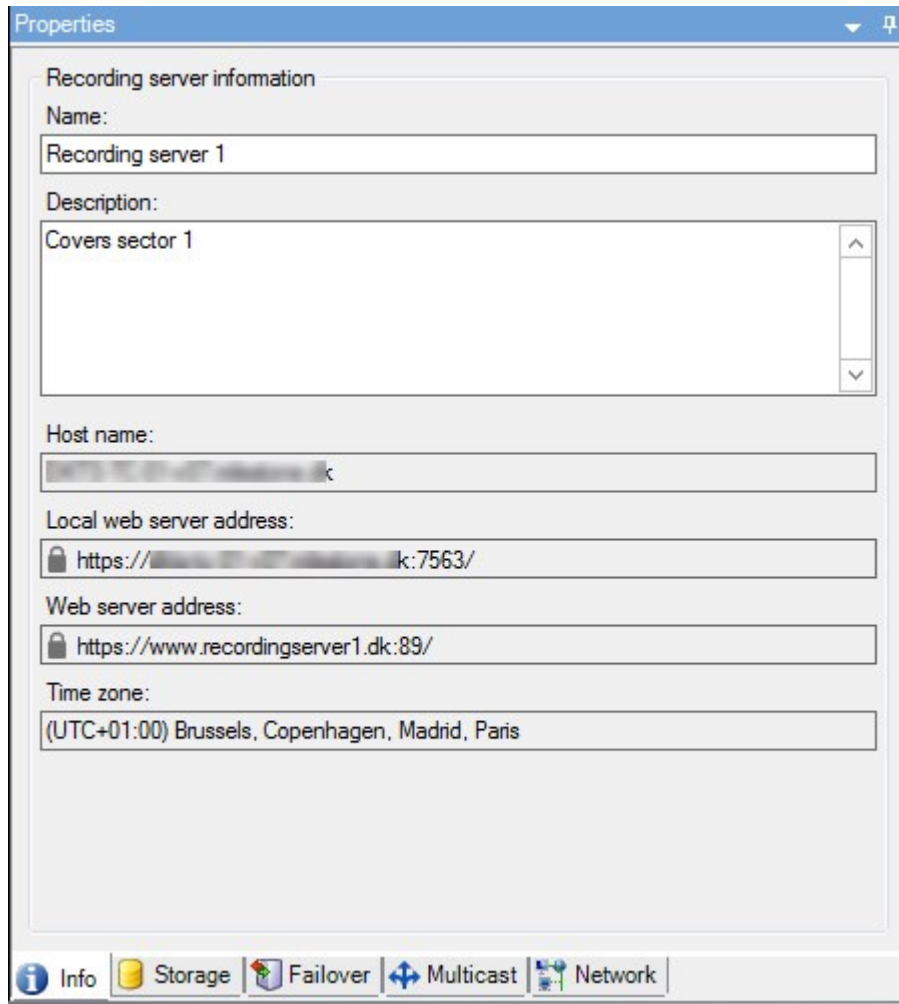 Properties
Recording server information
Name:
Recording server 1
Description:
Covers sector 1
Host name:
Local web server address:
https:// k:7563/
Web server address:
https://www.recordingserver1.dk:89/
Time zone:
(UTC+01:00) Brussels, Copenhagen, Madrid, Paris
Info Storage Failover Multicast Network